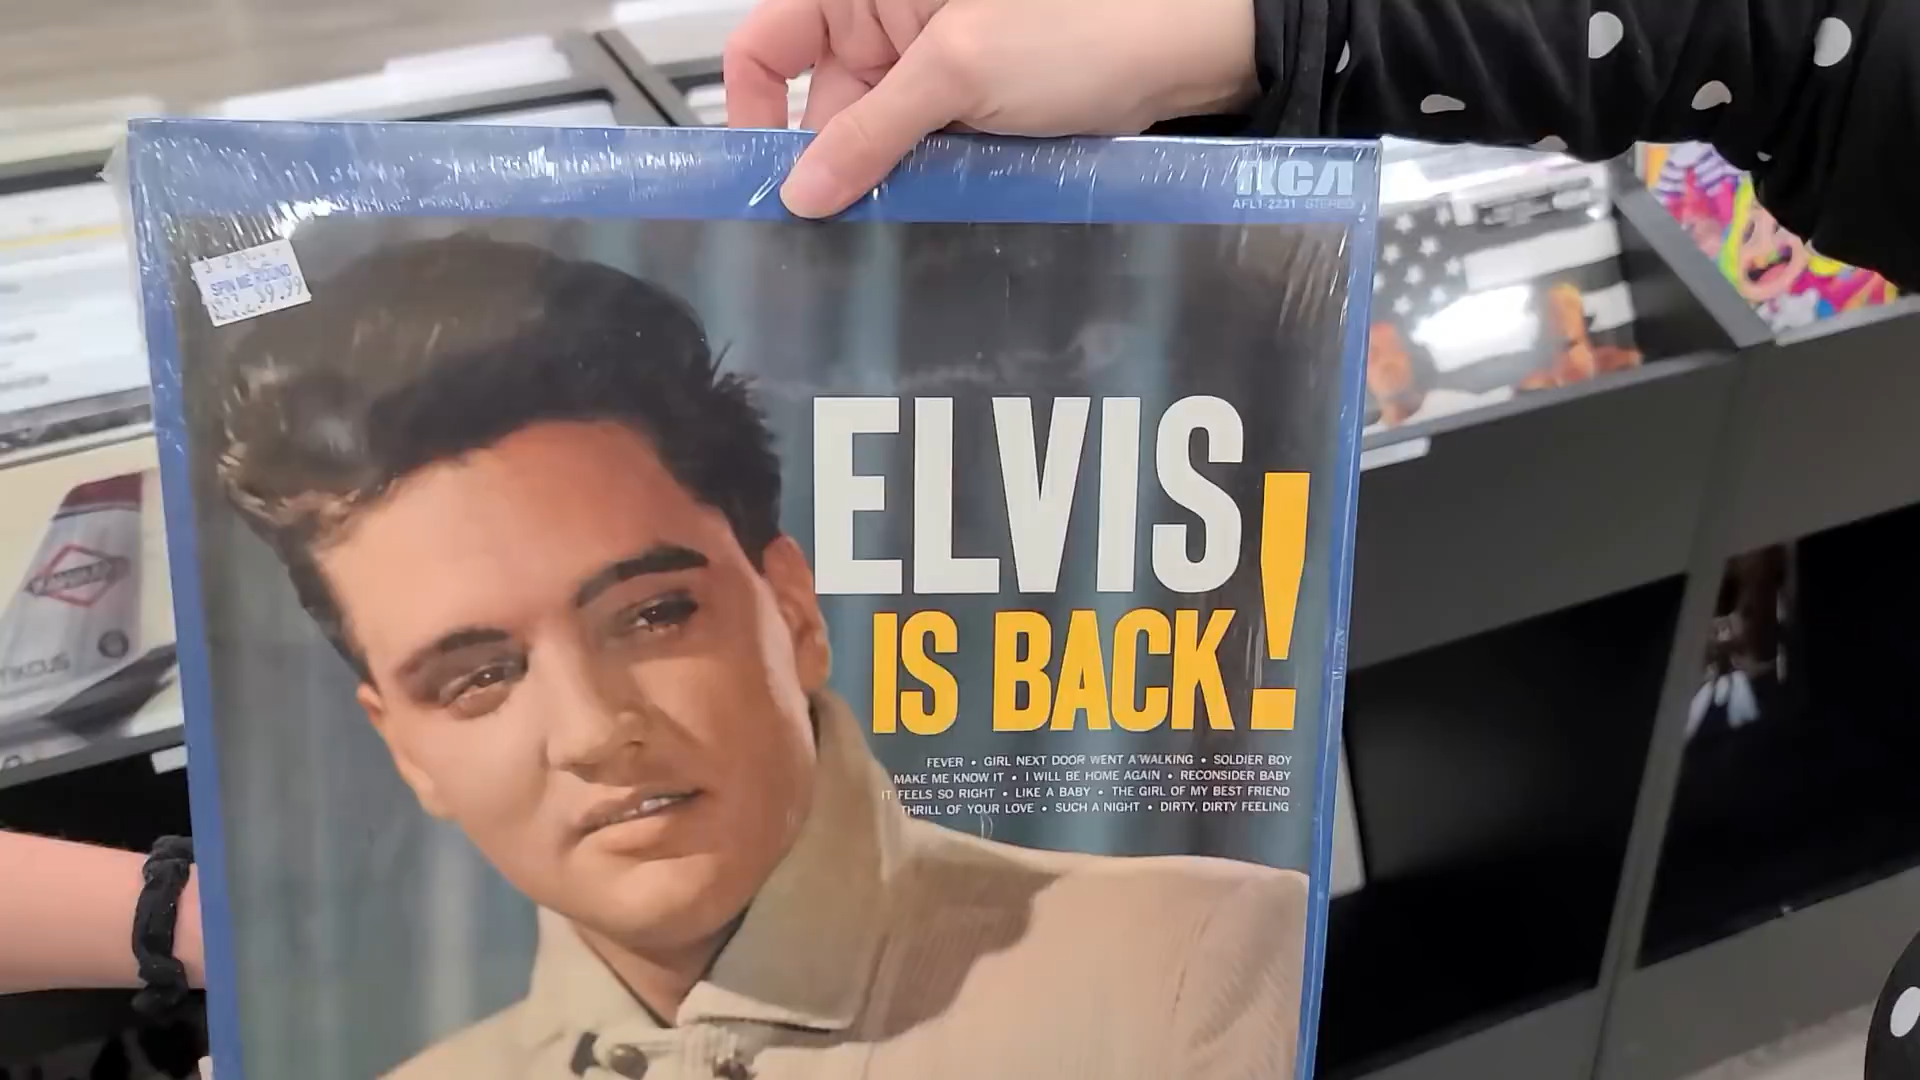 RCA
AFL1-2231 STEREO
SPIN ME ROUND
$9.99
ELVIS
IS BACK!
FEVER • GIRL NEXT DOOR WENT A'WALKING • SOLDIER BOY
MAKE ME KNOW IT • I WILL BE HOME AGAIN • RECONSIDER BABY
IT FEELS SO RIGHT • LIKE A BABY • THE GIRL OF MY BEST FRIEND
THRILL OF YOUR LOVE • SUCH A NIGHT • DIRTY, DIRTY FEELING